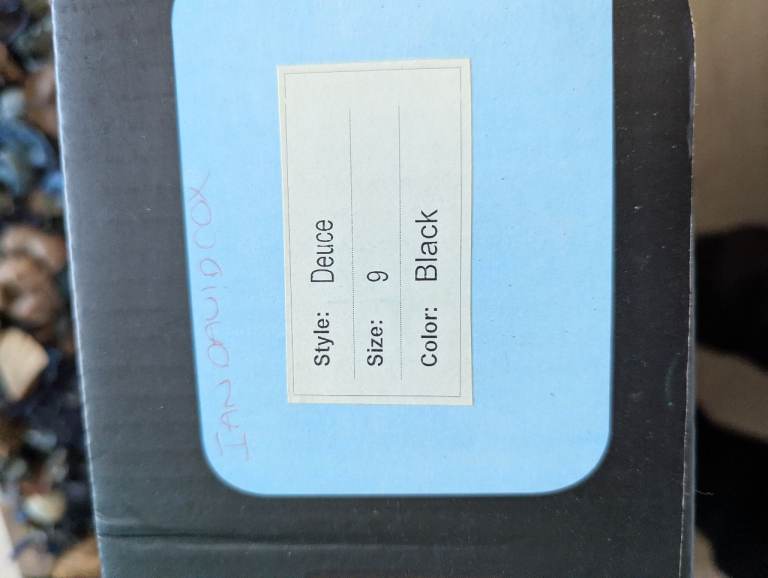 IAN DAVID COX
Style: Deuce
Size: 9
Color: Black